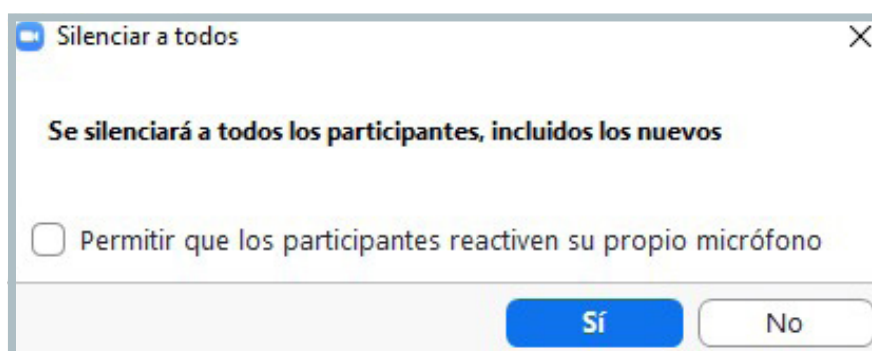 Silenciar a todos
Se silenciará a todos los participantes, incluidos los nuevos
Permitir que los participantes reactiven su propio micrófono
Sí
No